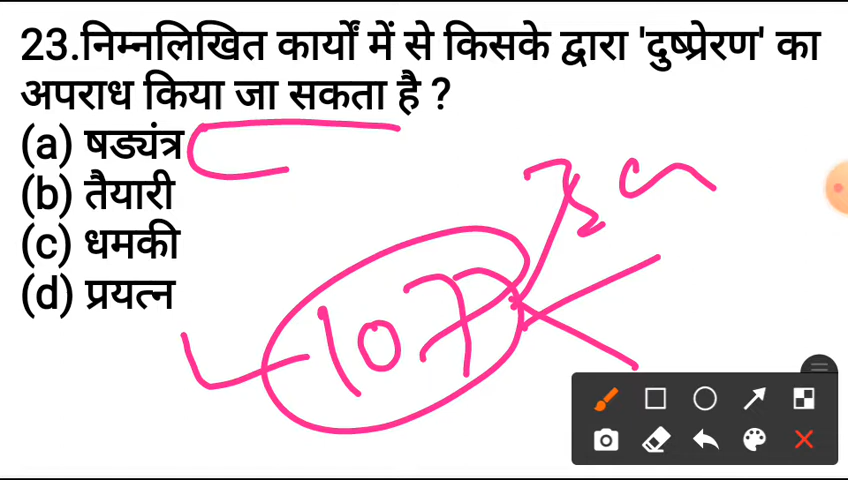 23.निम्नलिखित कार्यों में से किसके द्वारा 'दुष्प्रेरण' का
अपराध किया जा सकता है ?
(a) षड्यंत्र
(b) तैयारी
(c) धमकी
(d) प्रयत्न
107